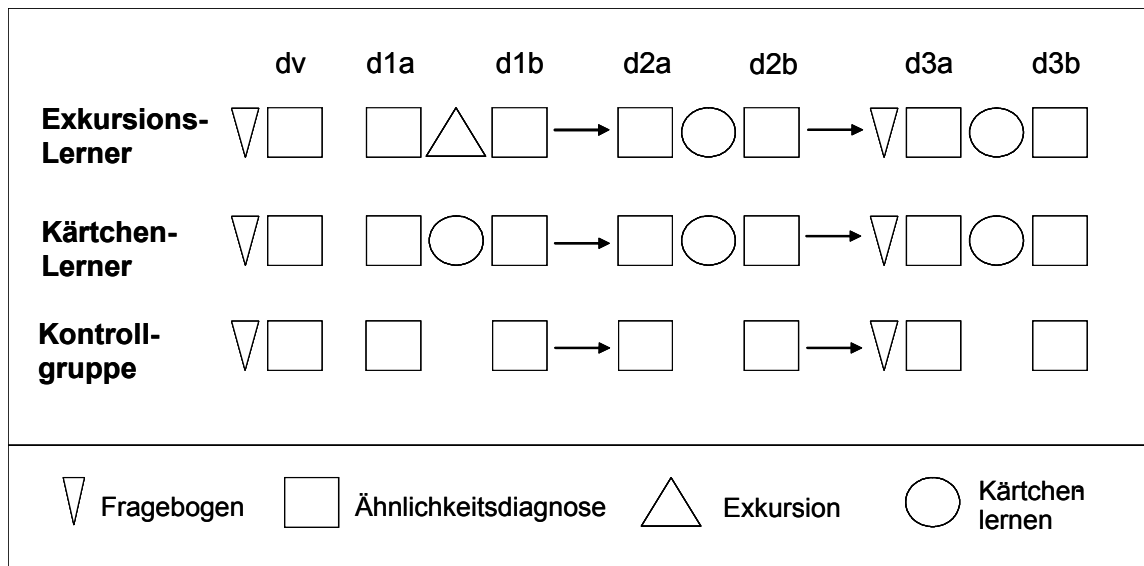 dv d1a d1b d2a d2b d3a d3b
Exkursions-
Lerner
Kärtchen-
Lerner
Kontroll-
gruppe
Fragebogen
Ähnlichkeitsdiagnose
Exkursion
Kärtchen
lernen